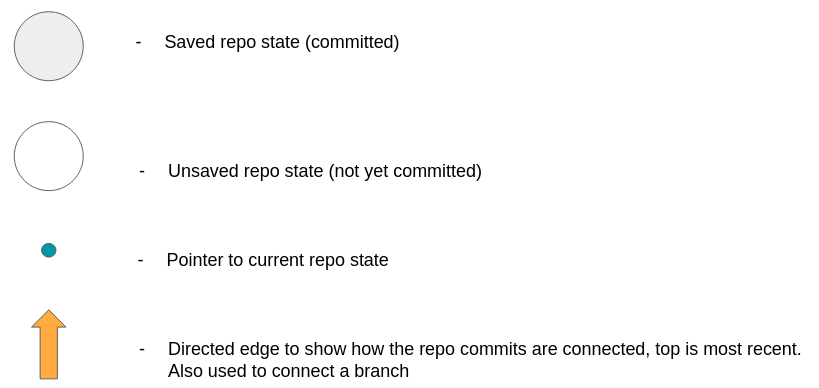 - Saved repo state (committed)
- Unsaved repo state (not yet committed)
- Pointer to current repo state
- Directed edge to show how the repo commits are connected, top is most recent.
Also used to connect a branch